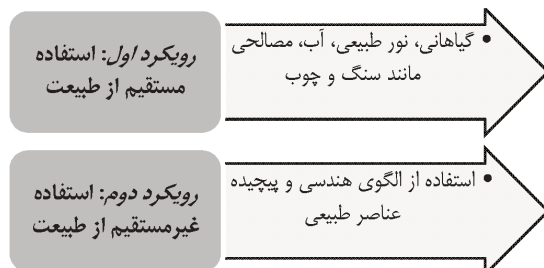 رویکرد اول: استفاده
مستقیم از طبیعت
• گیاهانی، نور طبیعی، آب، مصالحی
مانند سنگ و چوب
رویکرد دوم: استفاده
غیرمستقیم از طبیعت
• استفاده از الگوی هندسی و پیچیده
عناصر طبیعی